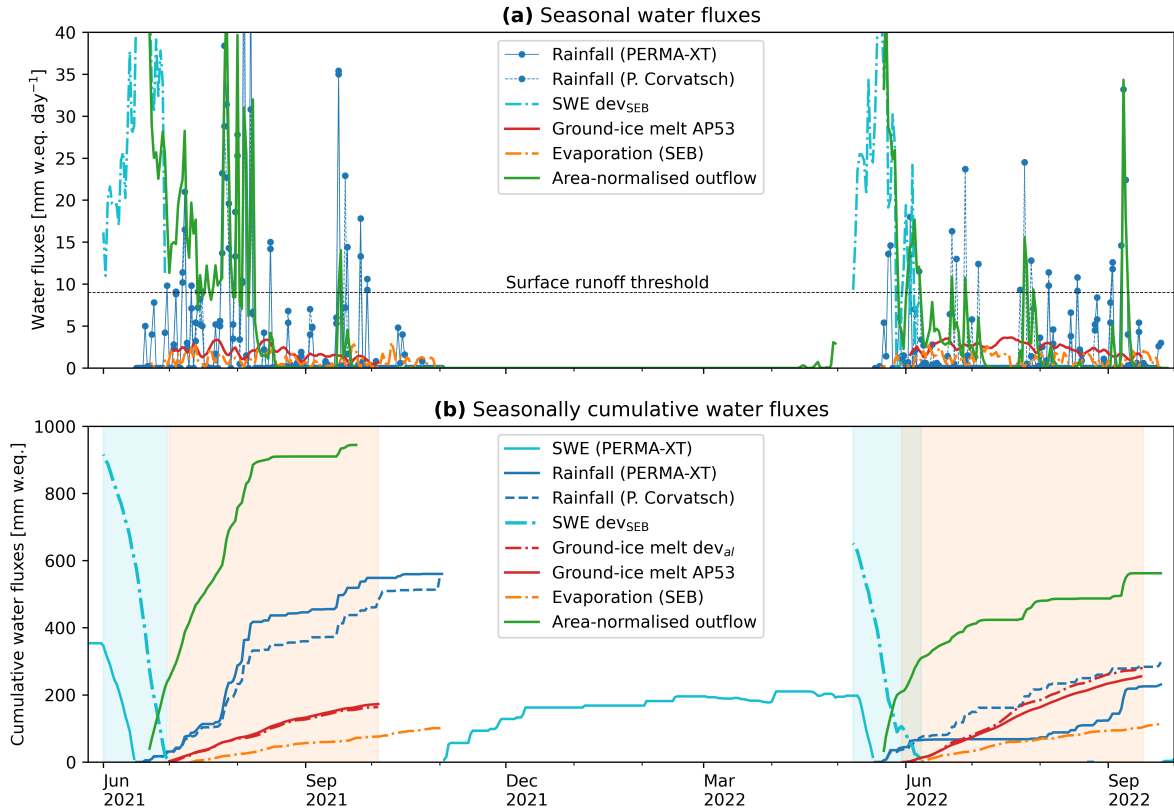 (a) Seasonal water fluxes
Water fluxes [mm w.eq. day⁻¹]
40
35
30
25
20
15
10
5
0
Rainfall (PERMA-XT)
Rainfall (P. Corvatsch)
SWE dev_SEB
Ground-ice melt AP53
Evaporation (SEB)
Area-normalised outflow
Surface runoff threshold
(b) Seasonally cumulative water fluxes
Cumulative water fluxes [mm w.eq.]
1000
800
600
400
200
0
SWE (PERMA-XT)
Rainfall (PERMA-XT)
Rainfall (P. Corvatsch)
SWE dev_SEB
Ground-ice melt dev_al
Ground-ice melt AP53
Evaporation (SEB)
Area-normalised outflow
Jun 2021
Sep 2021
Dec 2021
Mar 2022
Jun 2022
Sep 2022